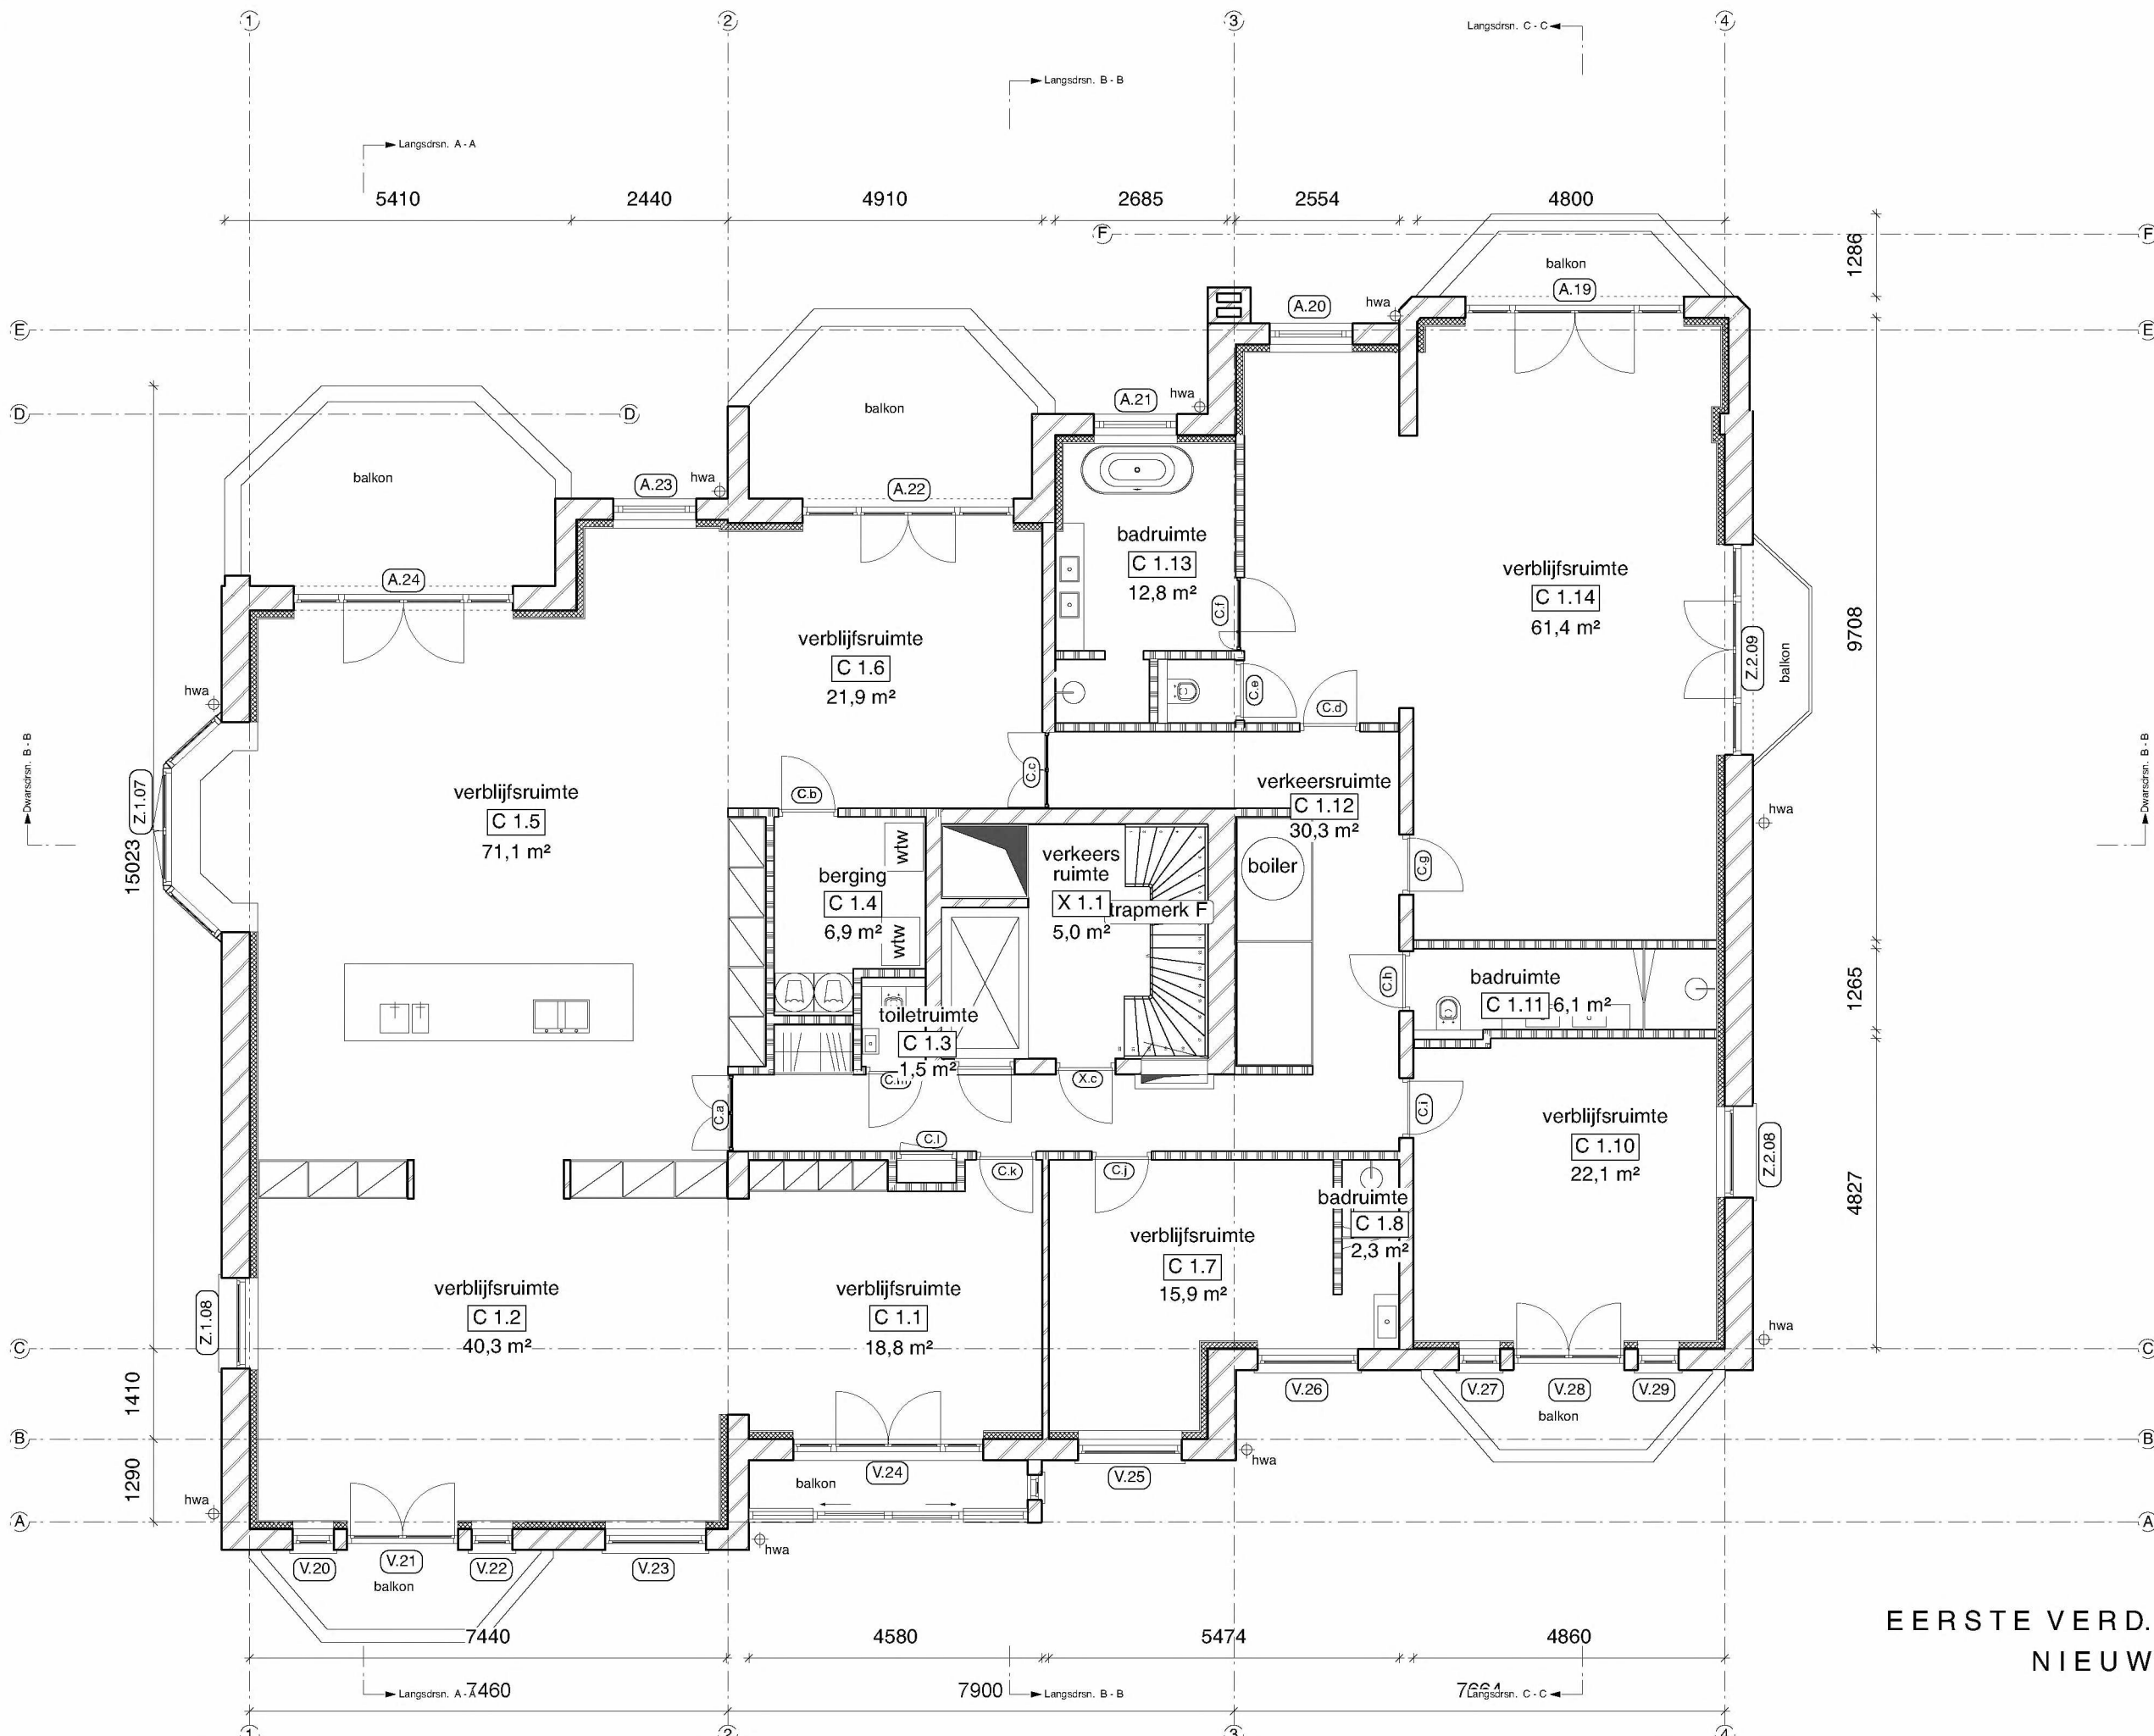 1 2 3 4
Langsdrsn. C - C
Langsdrsn. B - B
Langsdrsn. A - A
5410 2440 4910 2685 2554 4800
F F
1286
balkon
A.19
A.20 hwa
E E
D D
balkon
A.21 hwa
balkon
A.23 hwa
A.22
A.24
badruimte
C 1.13
12,8 m²
verblijfsruimte
C 1.14
61,4 m²
9708
C.f
verblijfsruimte
C 1.6
21,9 m²
Z.2.09
balkon
hwa
C.e
C.d
Dwarsdrsn. B - B
Dwarsdrsn. B - B
Z.1.07
15023
verblijfsruimte
C 1.5
71,1 m²
C.b
C.c
verkeersruimte
C 1.12
30,3 m²
hwa
wtw
berging
C 1.4
6,9 m²
wtw
verkeers
ruimte
X 1.1
5,0 m²
trapmerk F
boiler
C.g
C.h
badruimte
C 1.11 6,1 m²
1265
toiletruimte
C 1.3
1,5 m²
X.c
C.a
C.i
verblijfsruimte
C 1.10
22,1 m²
Z.2.08
4827
C.l
C.k
C.j
badruimte
C 1.8
2,3 m²
verblijfsruimte
C 1.7
15,9 m²
Z.1.08
verblijfsruimte
C 1.2
40,3 m²
verblijfsruimte
C 1.1
18,8 m²
hwa
C C
1410
V.26
V.27 V.28 V.29
balkon
B B
hwa
1290
balkon
V.24
V.25
hwa
A A
hwa
V.20 V.21 V.22 V.23
balkon
EERSTE VERD.
NIEUW
7440 4580 5474 4860
Langsdrsn. A - A 7460 7900 Langsdrsn. B - B 7664 Langsdrsn. C - C
1 2 3 4